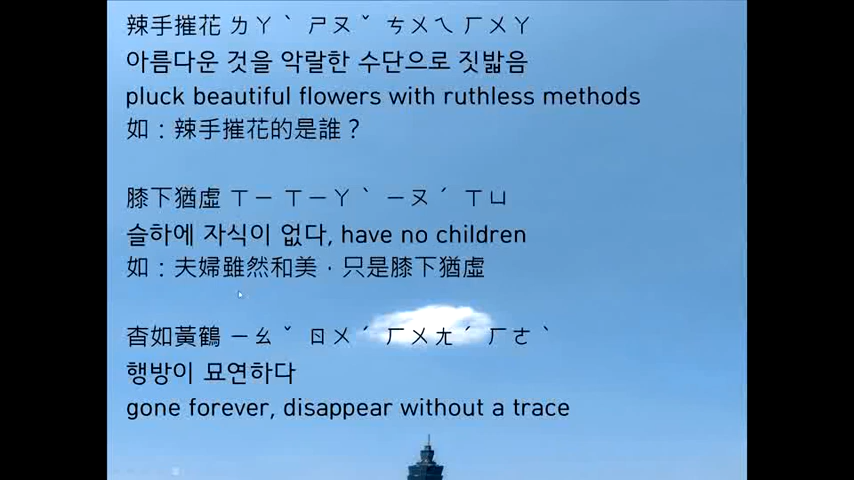 辣手摧花 ㄌㄚˋ ㄕㄡˇ ㄘㄨㄟ ㄏㄨㄚ
아름다운 것을 악랄한 수단으로 짓밟음
pluck beautiful flowers with ruthless methods
如：辣手摧花的是誰？
膝下猶虛 ㄒㄧ ㄒㄧㄚˋ ㄧㄡˊ ㄒㄩ
슬하에 자식이 없다, have no children
如：夫婦雖然和美，只是膝下猶虛
杳如黃鶴 ㄧㄠˇ ㄖㄨˊ ㄏㄨㄤˊ ㄏㄜˋ
행방이 묘연하다
gone forever, disappear without a trace